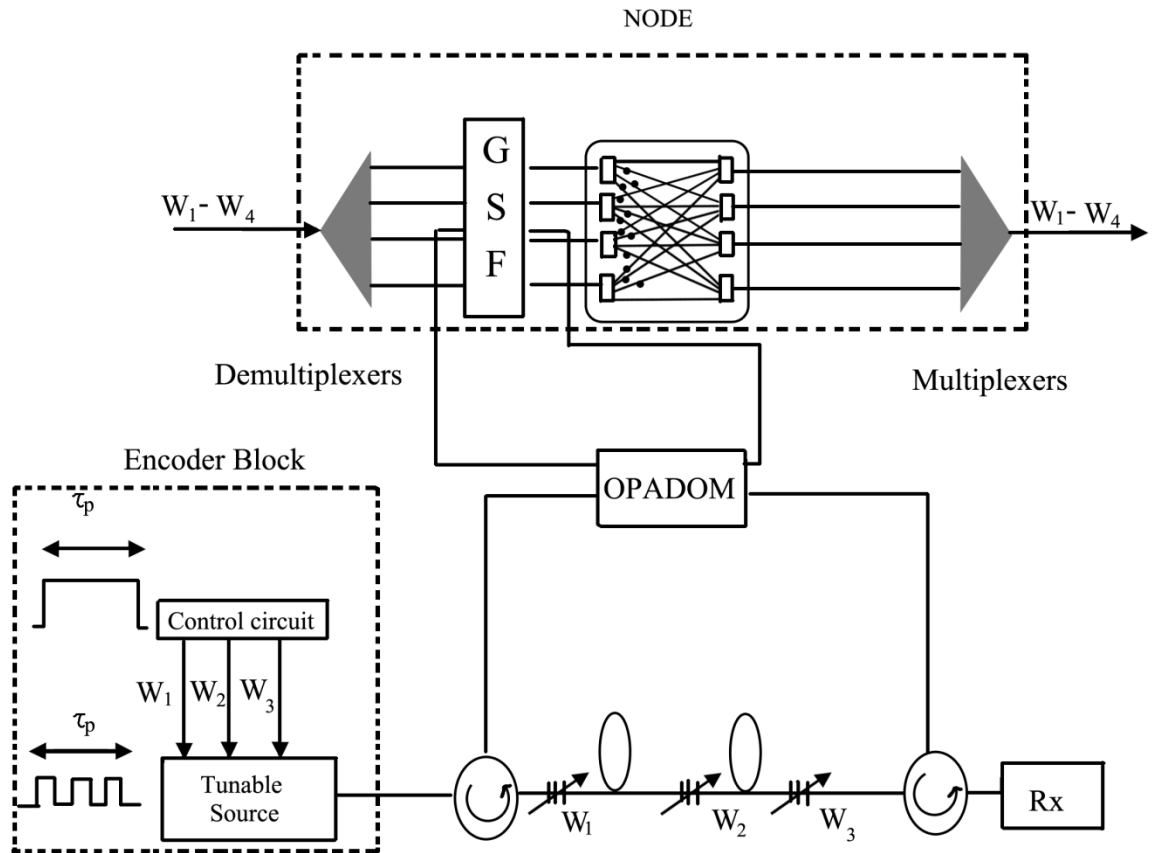 NODE
G
S
F
W₁- W₄
W₁- W₄
Demultiplexers
Multiplexers
Encoder Block
OPADOM
τₚ
Control circuit
W₁
W₂
W₃
τₚ
Tunable
Source
W₁
W₂
W₃
Rx